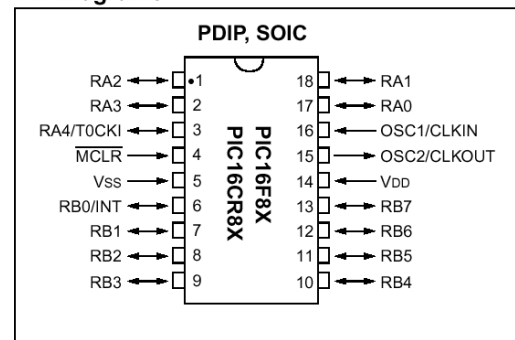 PDIP, SOIC
RA2 1 18 RA1
RA3 2 17 RA0
RA4/T0CKI 3 16 OSC1/CLKIN
MCLR 4 15 OSC2/CLKOUT
VSS 5 14 VDD
RB0/INT 6 13 RB7
RB1 7 12 RB6
RB2 8 11 RB5
RB3 9 10 RB4
PIC16F8X
PIC16CR8X